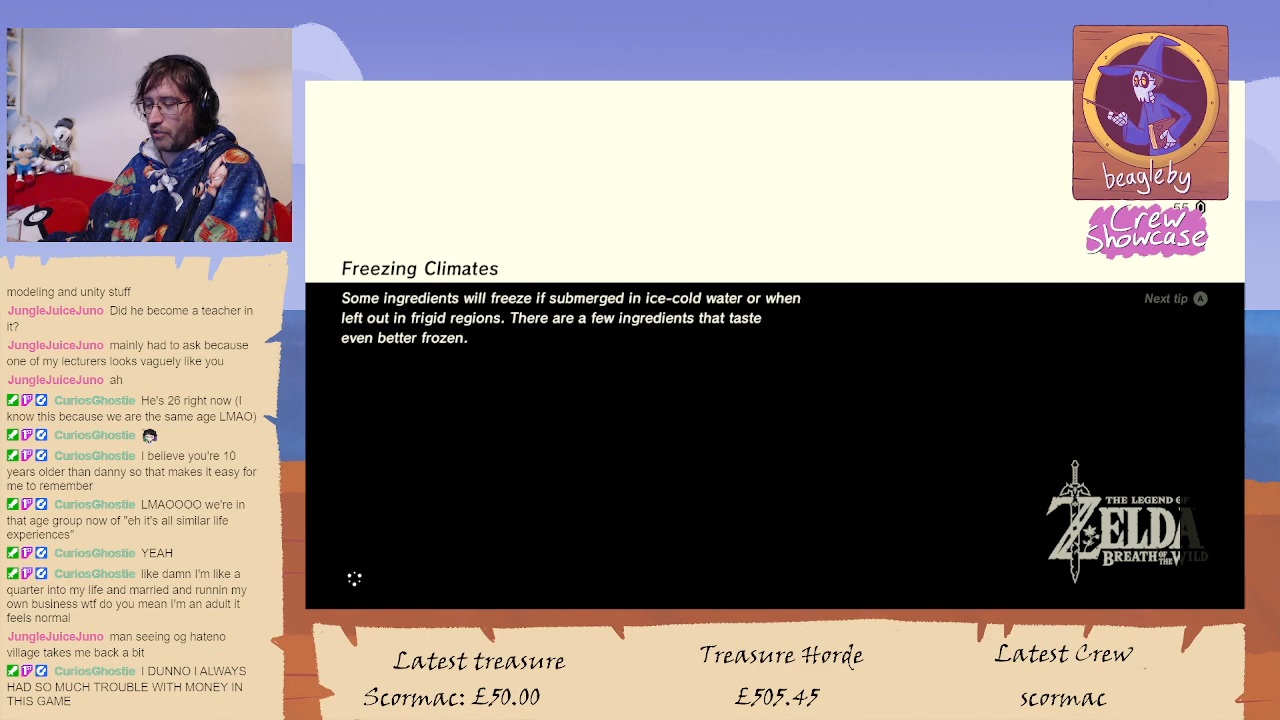 beagleby
Crew
Showcase
55
Freezing Climates
Some ingredients will freeze if submerged in ice-cold water or when
left out in frigid regions. There are a few ingredients that taste
even better frozen.
Next tip A
THE LEGEND OF
ZELDA
BREATH OF THE WILD
modeling and unity stuff
JungleJuiceJuno Did he become a teacher in
it?
JungleJuiceJuno mainly had to ask because
one of my lecturers looks vaguely like you
JungleJuiceJuno ah
CuriosGhostie He's 26 right now (I
know this because we are the same age LMAO)
CuriosGhostie
CuriosGhostie I believe you're 10
years older than danny so that makes it easy for
me to remember
CuriosGhostie LMAOOOO we're in
that age group now of "eh it's all similar life
experiences"
CuriosGhostie YEAH
CuriosGhostie like damn I'm like a
quarter into my life and married and runnin my
own business wtf do you mean I'm an adult it
feels normal
JungleJuiceJuno man seeing og hateno
village takes me back a bit
CuriosGhostie I DUNNO I ALWAYS
HAD SO MUCH TROUBLE WITH MONEY IN
THIS GAME
Latest treasure
Scormac: £50.00
Treasure Horde
£505.45
Latest Crew
scormac